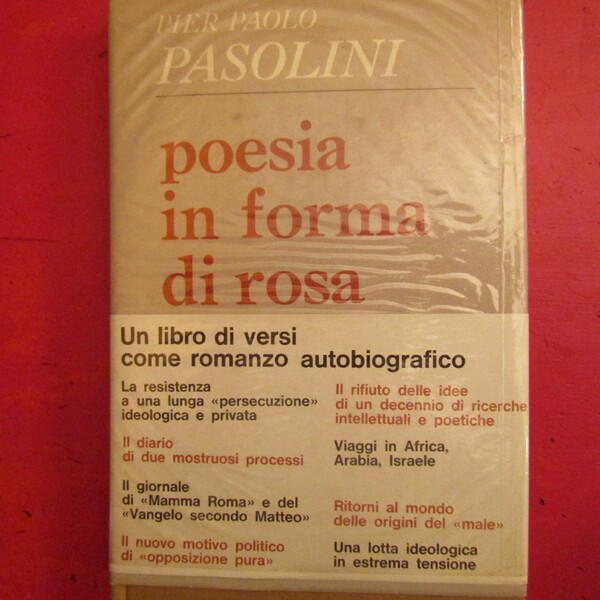 PIER PAOLO
PASOLINI
poesia
in forma
di rosa
Un libro di versi
come romanzo autobiografico
La resistenza
a una lunga «persecuzione»
ideologica e privata
Il diario
di due mostruosi processi
Il giornale
di «Mamma Roma» e del
«Vangelo secondo Matteo»
Il nuovo motivo politico
di «opposizione pura»
Il rifiuto delle idee
di un decennio di ricerche
intellettuali e poetiche
Viaggi in Africa,
Arabia, Israele
Ritorni al mondo
delle origini del «male»
Una lotta ideologica
in estrema tensione